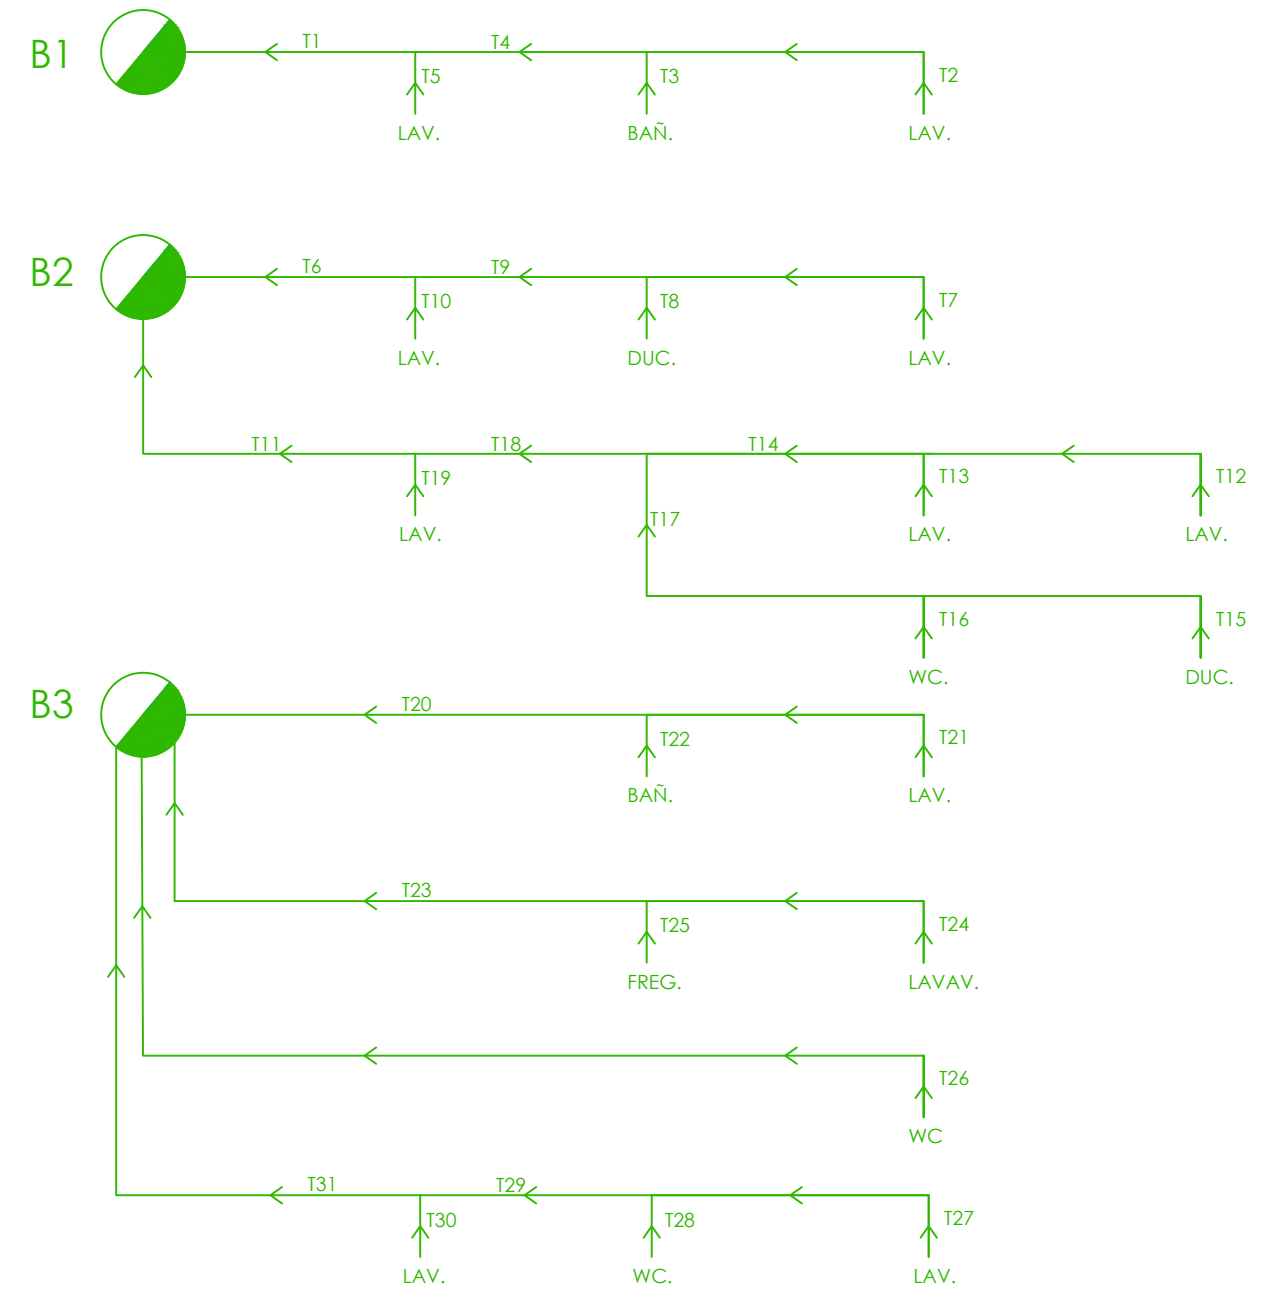 B1
T1
T4
T5
T3
T2
LAV.
BAÑ.
LAV.
B2
T6
T9
T10
T8
T7
LAV.
DUC.
LAV.
T11
T18
T14
T19
T13
T12
LAV.
LAV.
LAV.
T17
T16
T15
WC.
DUC.
B3
T20
T22
T21
BAÑ.
LAV.
T23
T25
T24
FREG.
LAVAV.
T26
WC
T31
T29
T30
T28
T27
LAV.
WC.
LAV.